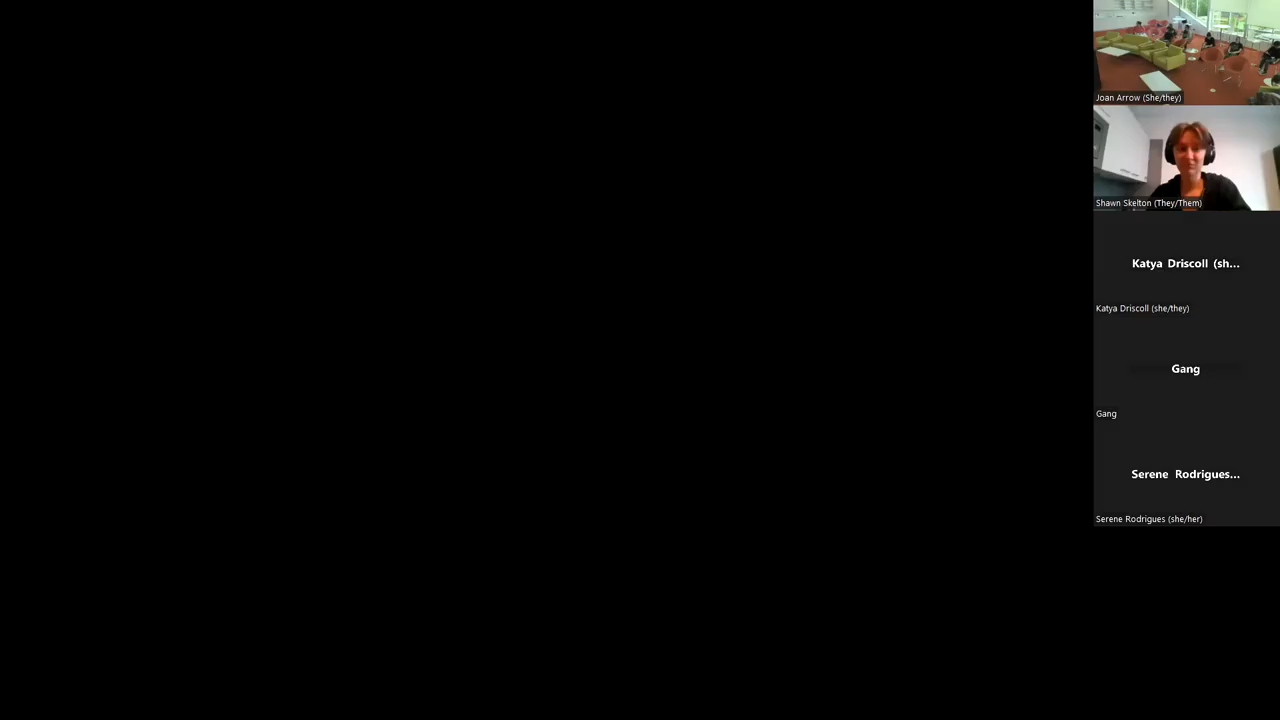 Joan Arrow (She/they)
Shawn Skelton (They/Them)
Katya Driscoll (sh...
Katya Driscoll (she/they)
Gang
Gang
Serene Rodrigues...
Serene Rodrigues (she/her)